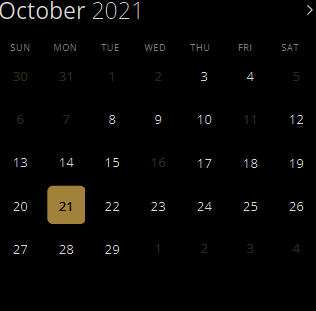 October 2021
SUN MON TUE WED THU FRI SAT
30 31 1 2 3 4 5
6 7 8 9 10 11 12
13 14 15 16 17 18 19
20 21 22 23 24 25 26
27 28 29 1 2 3 4